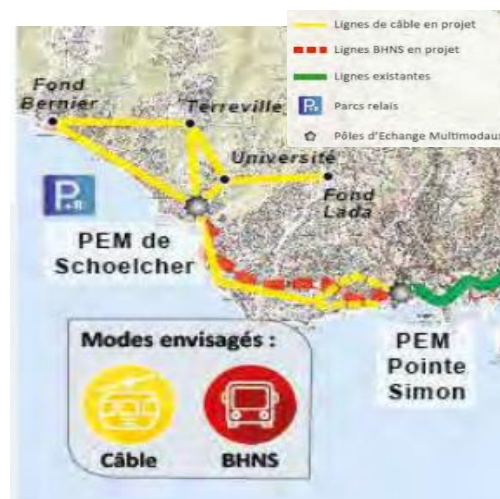 Lignes de câble en projet
Lignes BHNS en projet
Lignes existantes
P+R
Parcs relais
Pôles d'Echange Multimodaux
Fond
Bernier
Terreville
Université
Fond
Lada
P+R
PEM de
Schoelcher
PEM
Pointe
Simon
Modes envisagés :
Câble
BHNS